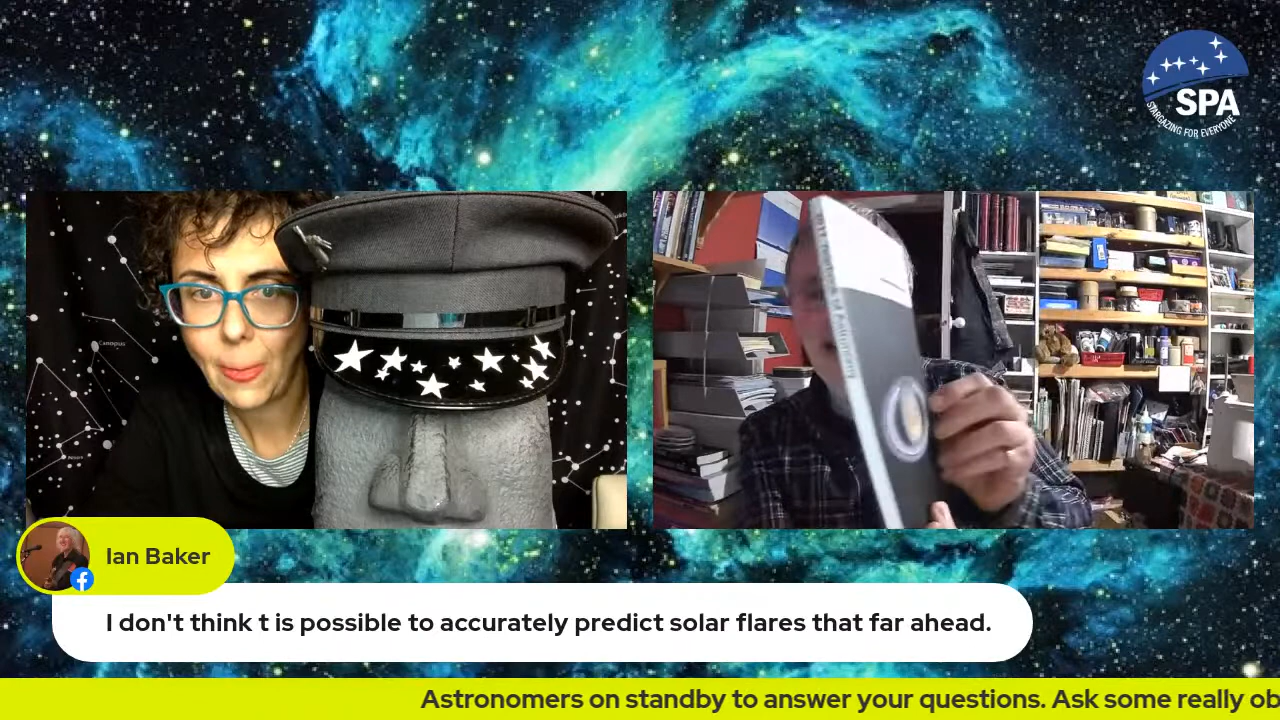 SPA
STARGAZING FOR EVERYONE
Canopus
Ian Baker
I don't think t is possible to accurately predict solar flares that far ahead.
Astronomers on standby to answer your questions. Ask some really ob